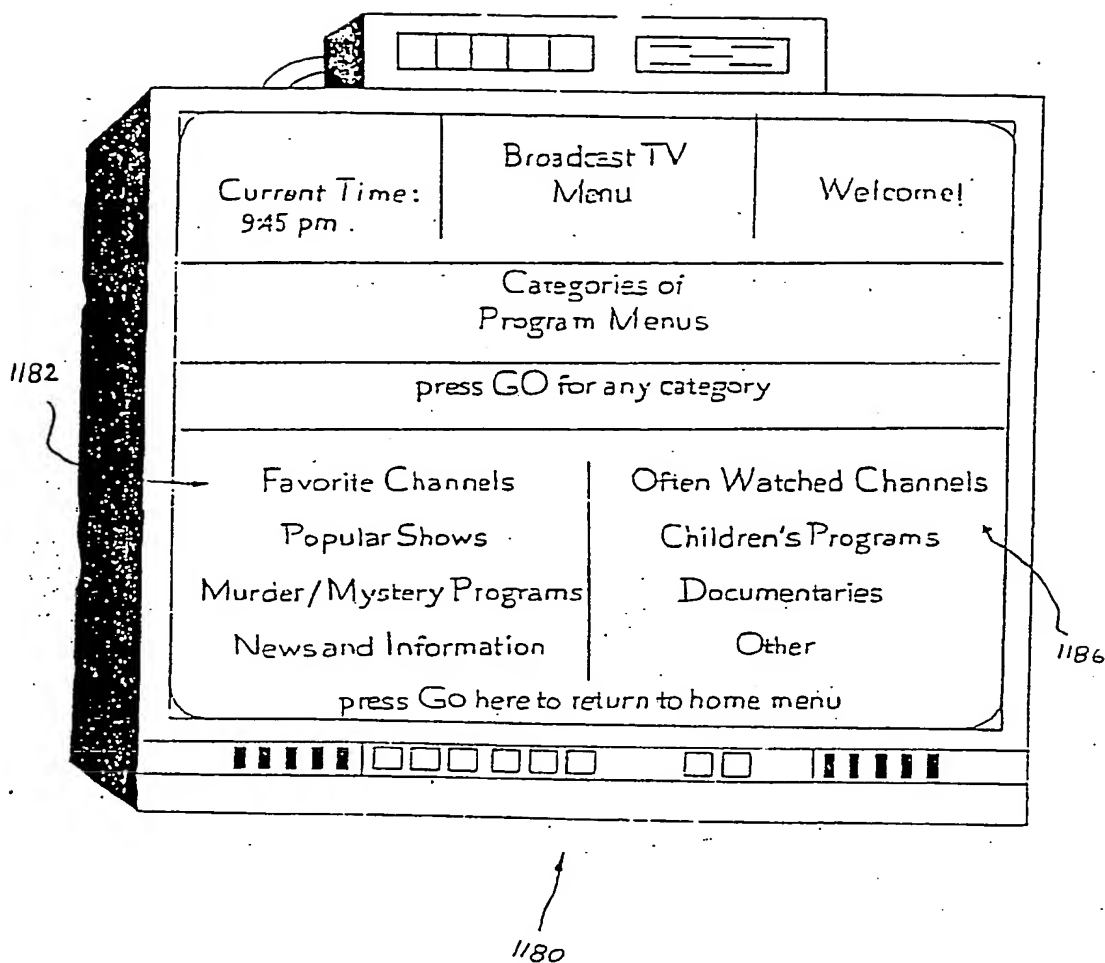 Broadcast TV
Menu
Current Time:
9:45 pm .
Welcome!
Categories of
Program Menus
press GO for any category
1182
Favorite Channels
Often Watched Channels
Popular Shows
Children's Programs
Murder/Mystery Programs
Documentaries
News and Information
Other
1186
press Go here to return to home menu
1180